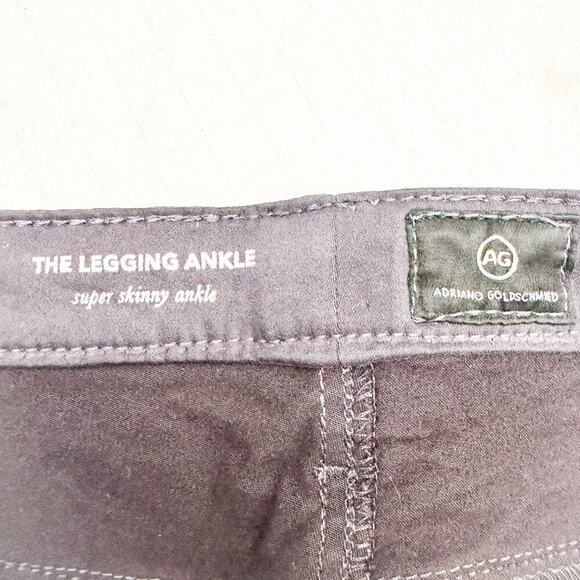 THE LEGGING ANKLE
super skinny ankle
AG
ADRIANO GOLDSCHMIED